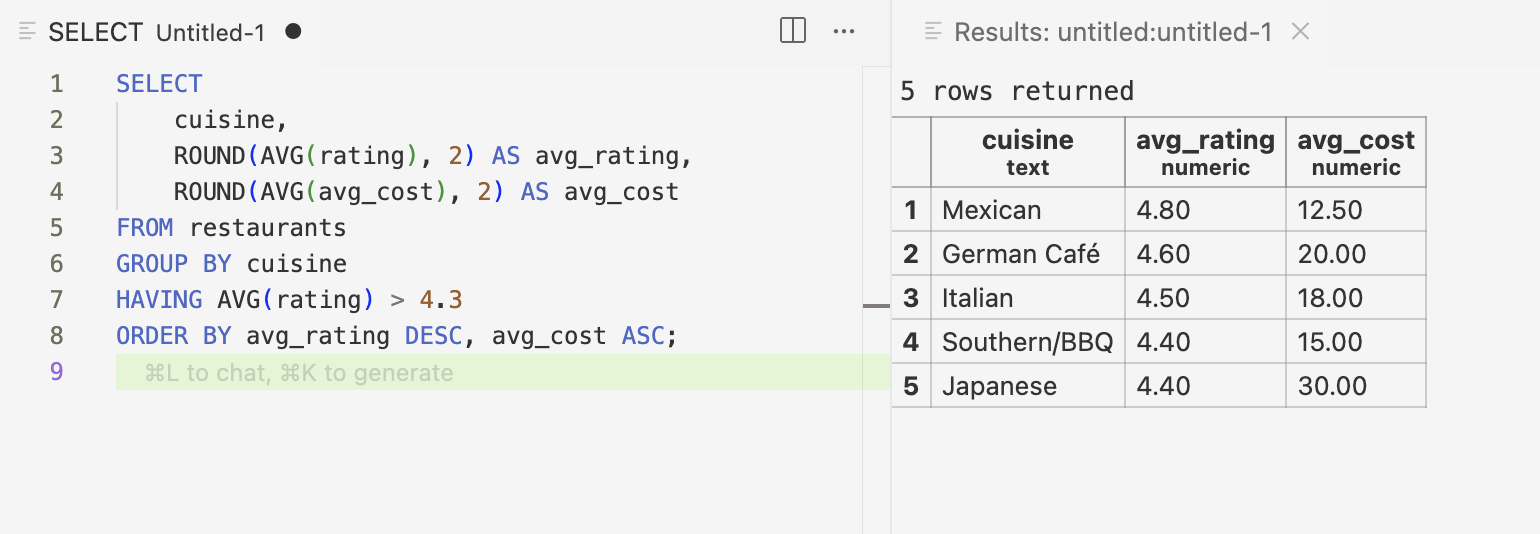 SELECT Untitled-1
Results: untitled:untitled-1
1 SELECT
2 cuisine,
3 ROUND(AVG(rating), 2) AS avg_rating,
4 ROUND(AVG(avg_cost), 2) AS avg_cost
5 FROM restaurants
6 GROUP BY cuisine
7 HAVING AVG(rating) > 4.3
8 ORDER BY avg_rating DESC, avg_cost ASC;
9 ⌘L to chat, ⌘K to generate
5 rows returned
cuisine avg_rating avg_cost
text numeric numeric
1 Mexican 4.80 12.50
2 German Café 4.60 20.00
3 Italian 4.50 18.00
4 Southern/BBQ 4.40 15.00
5 Japanese 4.40 30.00